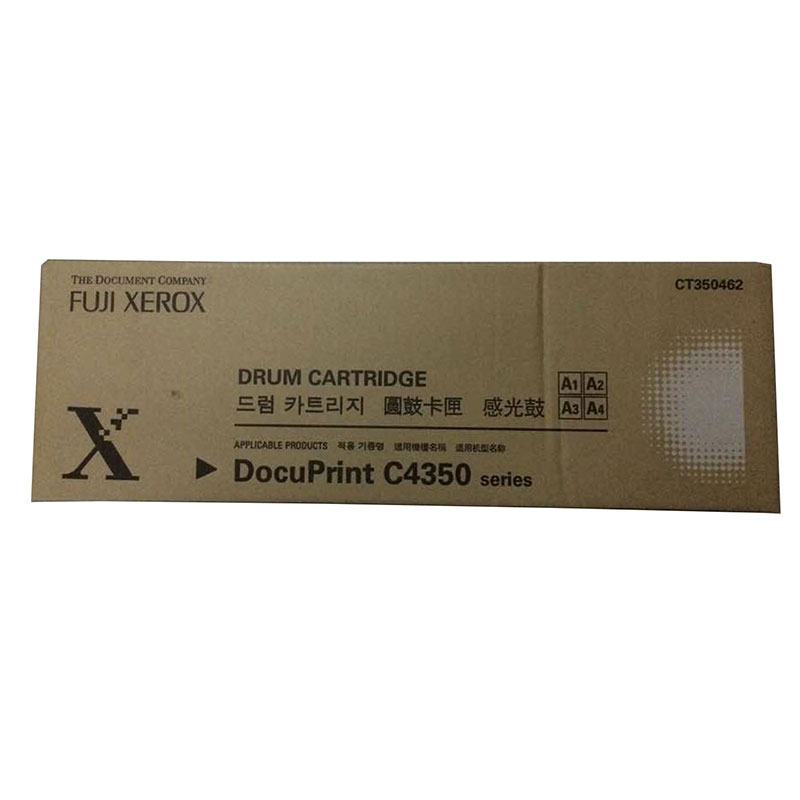 THE DOCUMENT COMPANY
FUJI XEROX
CT350462
DRUM CARTRIDGE
드럼 카트리지 圓鼓卡匣 感光鼓
A1 A2
A3 A4
APPLICABLE PRODUCTS 적용 기종명 適用機種名稱 适用机型名称
DocuPrint C4350 series
X